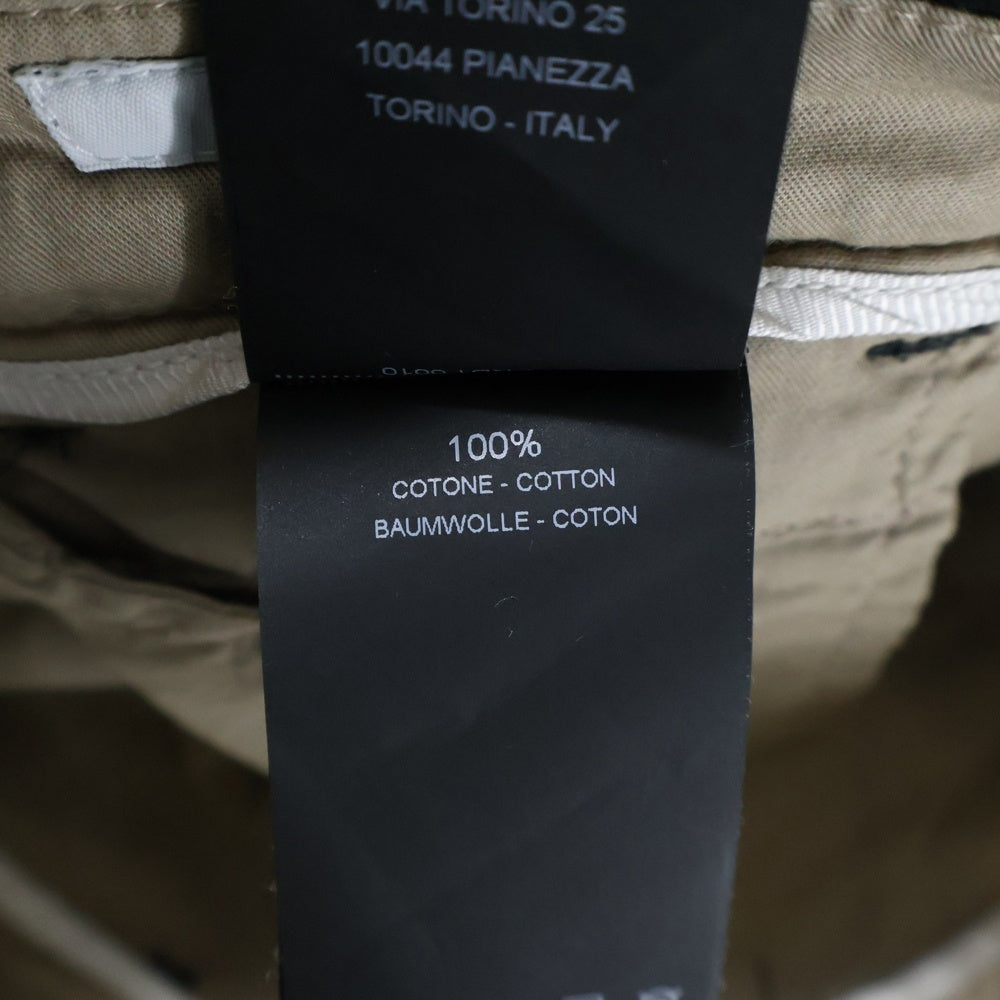 VIA TORINO 25
10044 PIANEZZA
TORINO - ITALY
100%
COTONE - COTTON
BAUMWOLLE - COTON